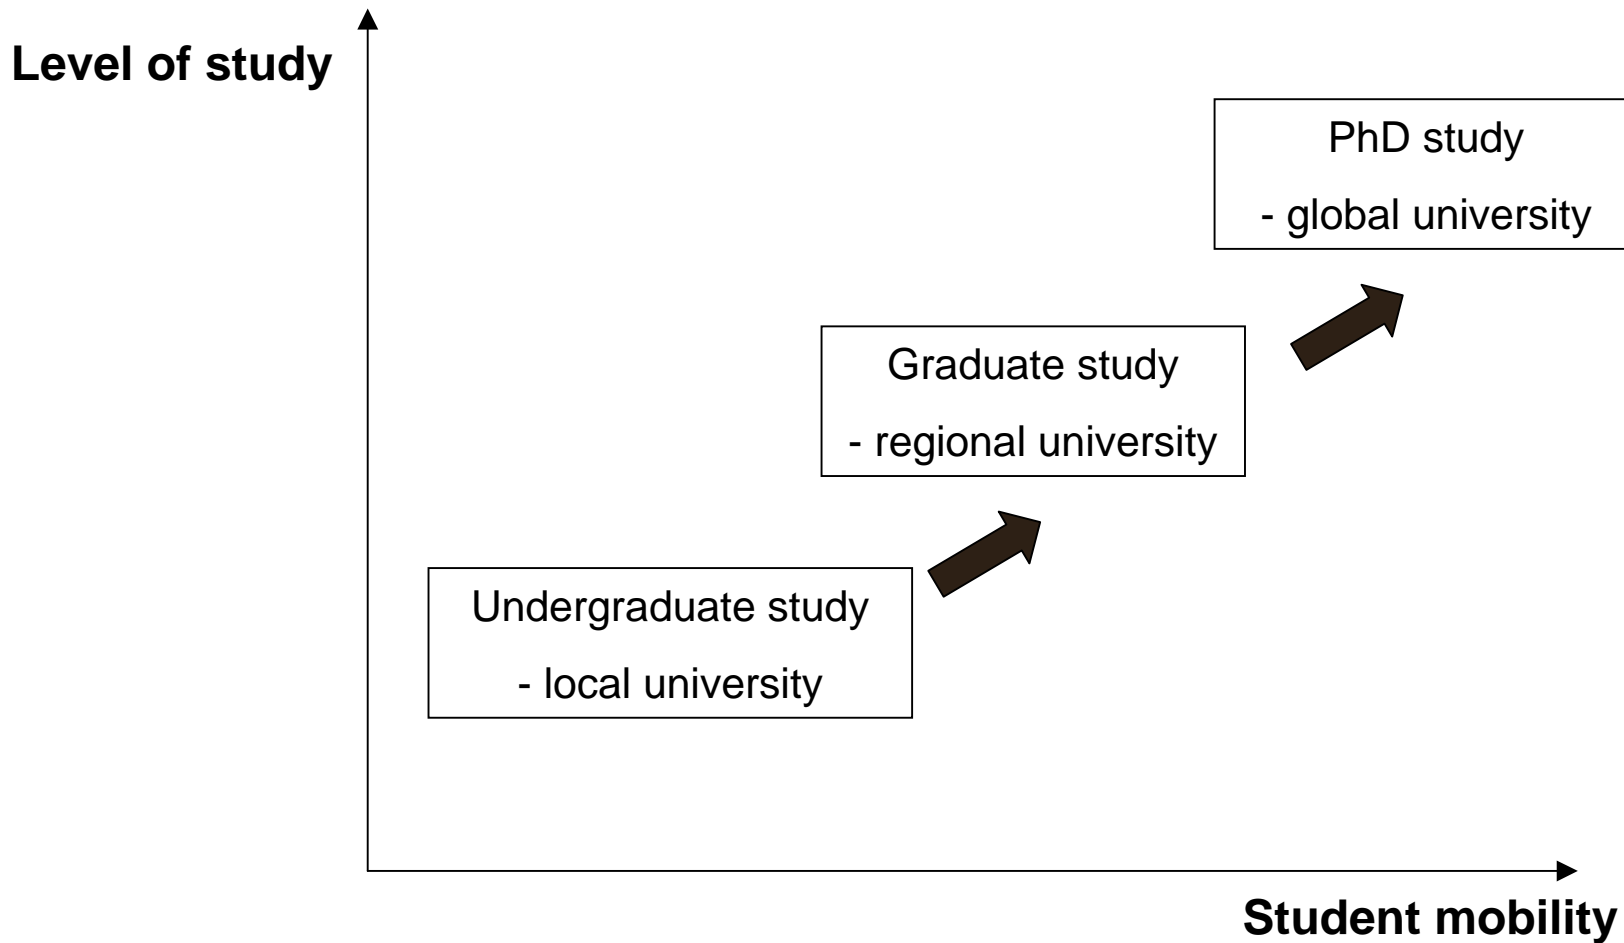 Level of study
PhD study
- global university
Graduate study
- regional university
Undergraduate study
- local university
Student mobility